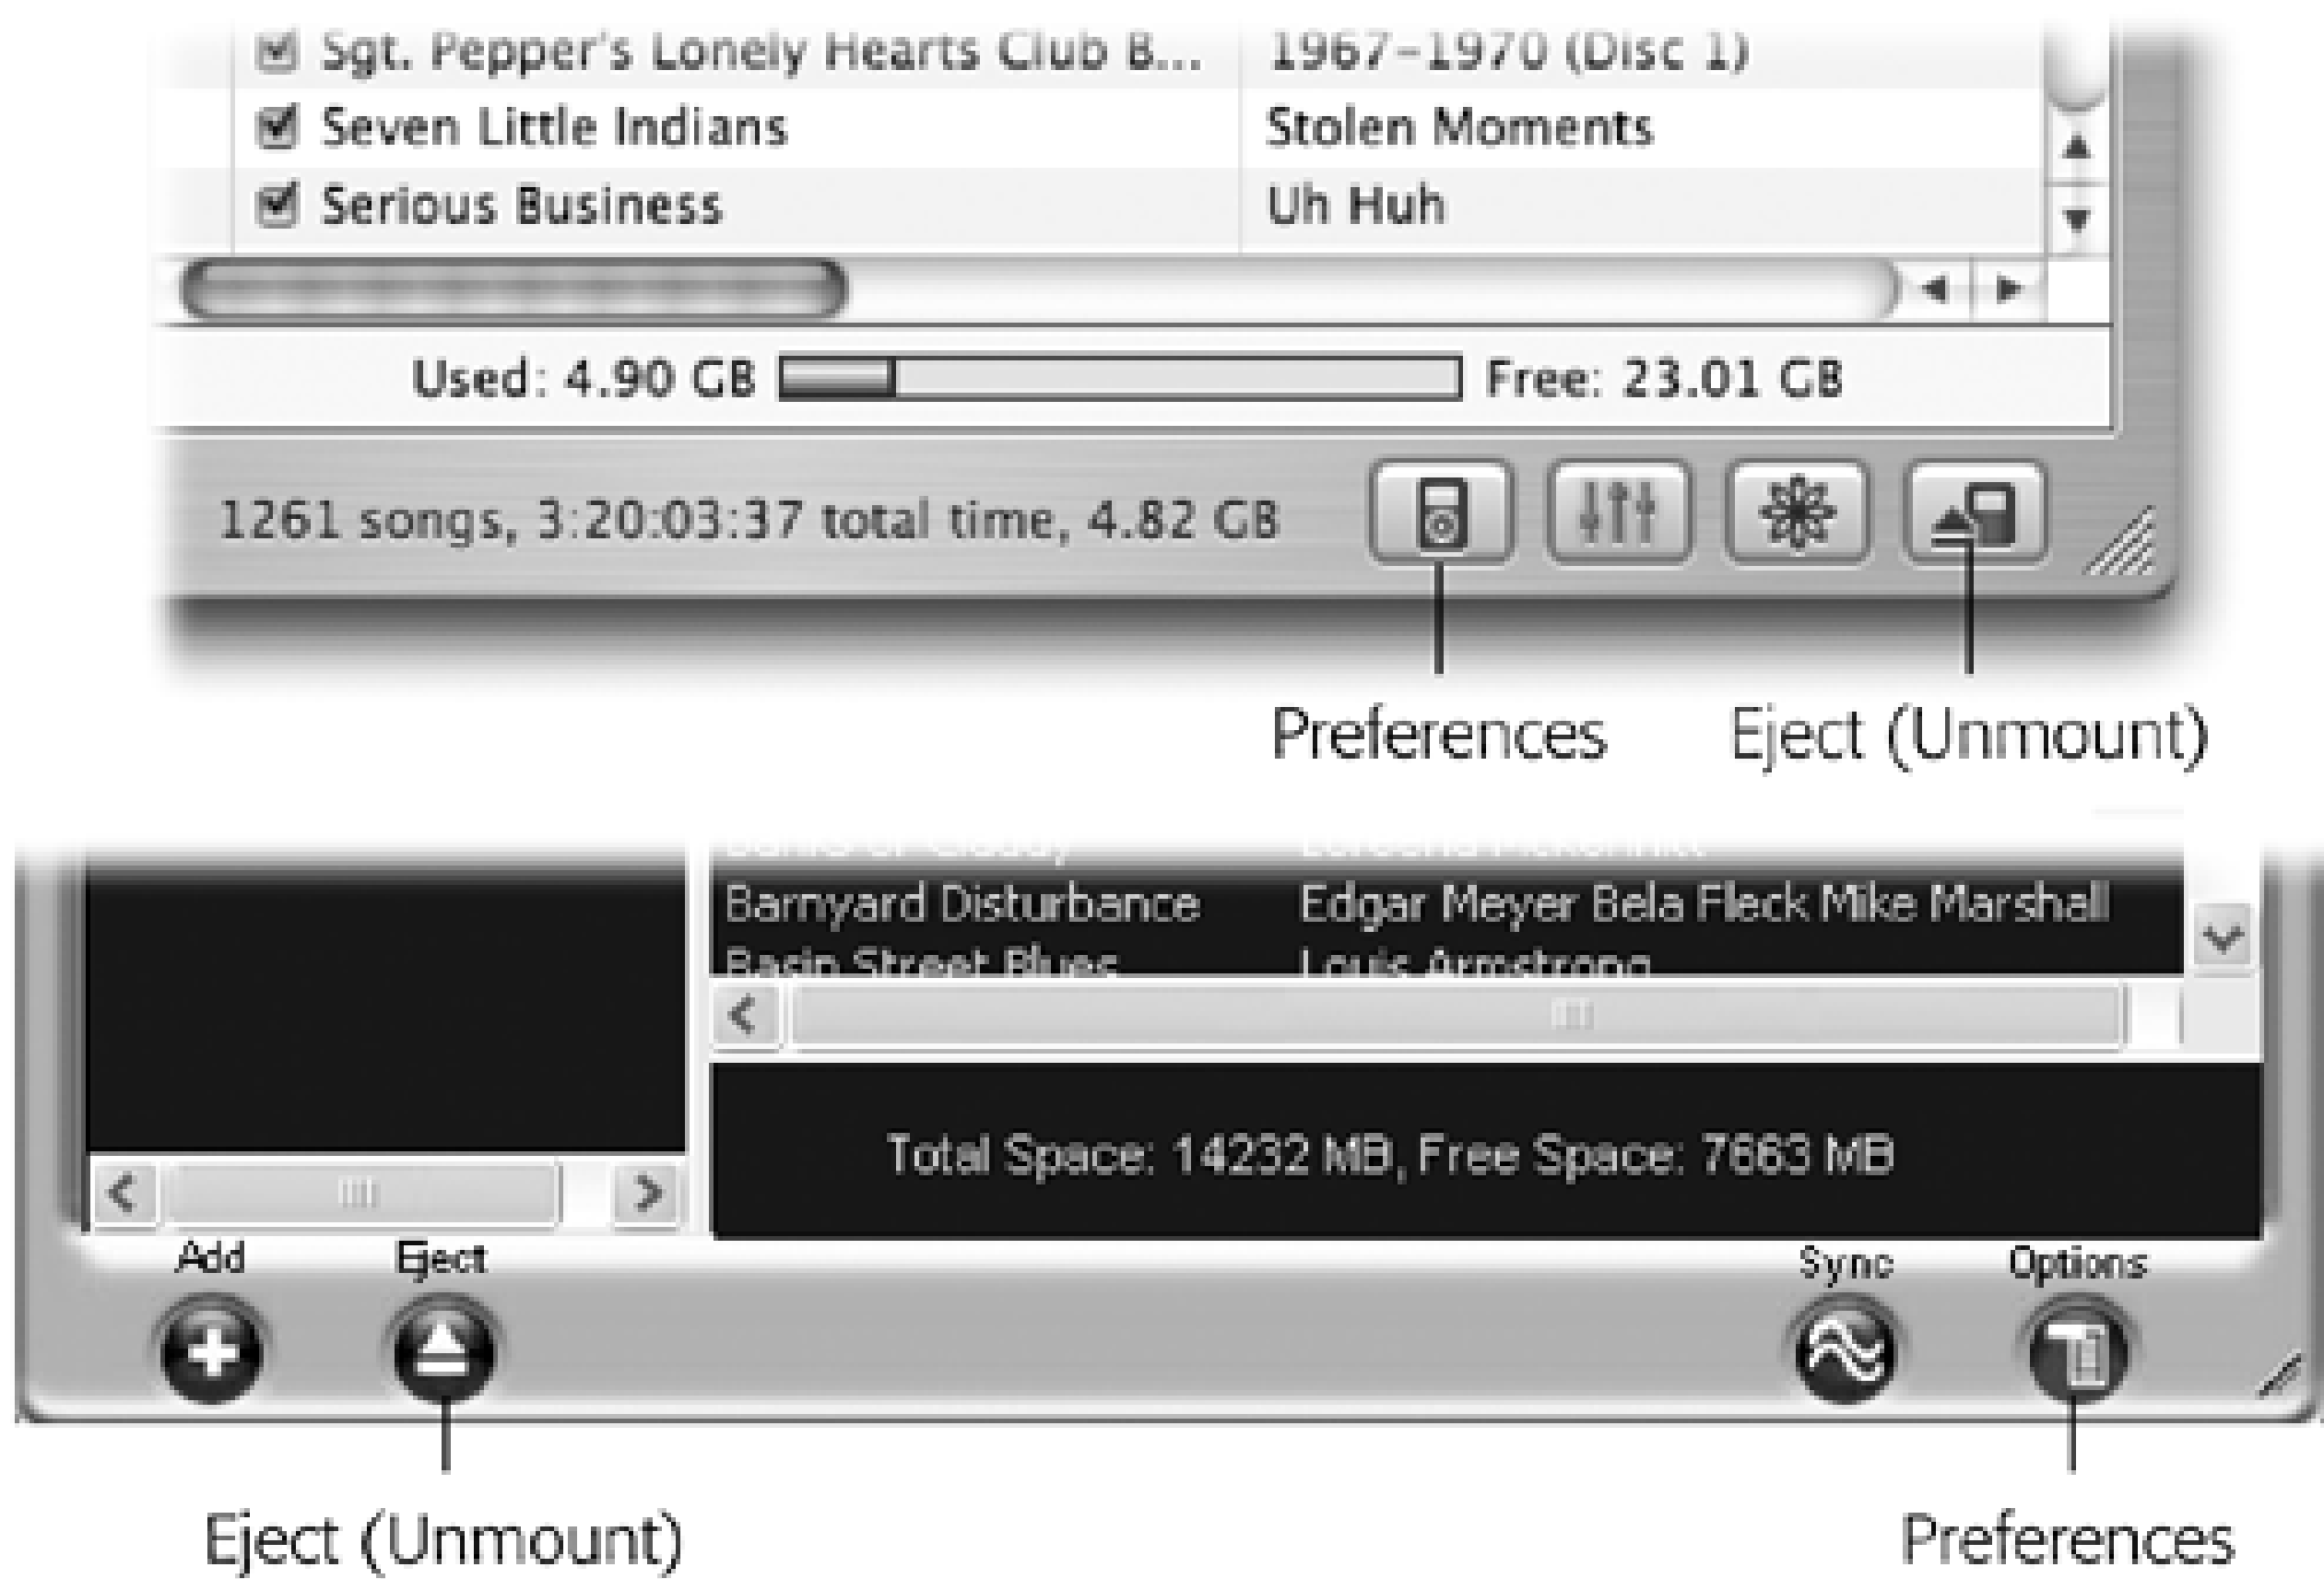 Sgt. Pepper's Lonely Hearts Club B... 1967-1970 (Disc 1)
Seven Little Indians Stolen Moments
Serious Business Uh Huh
Used: 4.90 GB Free: 23.01 GB
1261 songs, 3:20:03:37 total time, 4.82 GB
Preferences Eject (Unmount)
Barnyard Disturbance Edgar Meyer Bela Fleck Mike Marshall
Basin Street Blues Louis Armstrong
Total Space: 14232 MB, Free Space: 7663 MB
Add Eject Sync Options
Eject (Unmount) Preferences